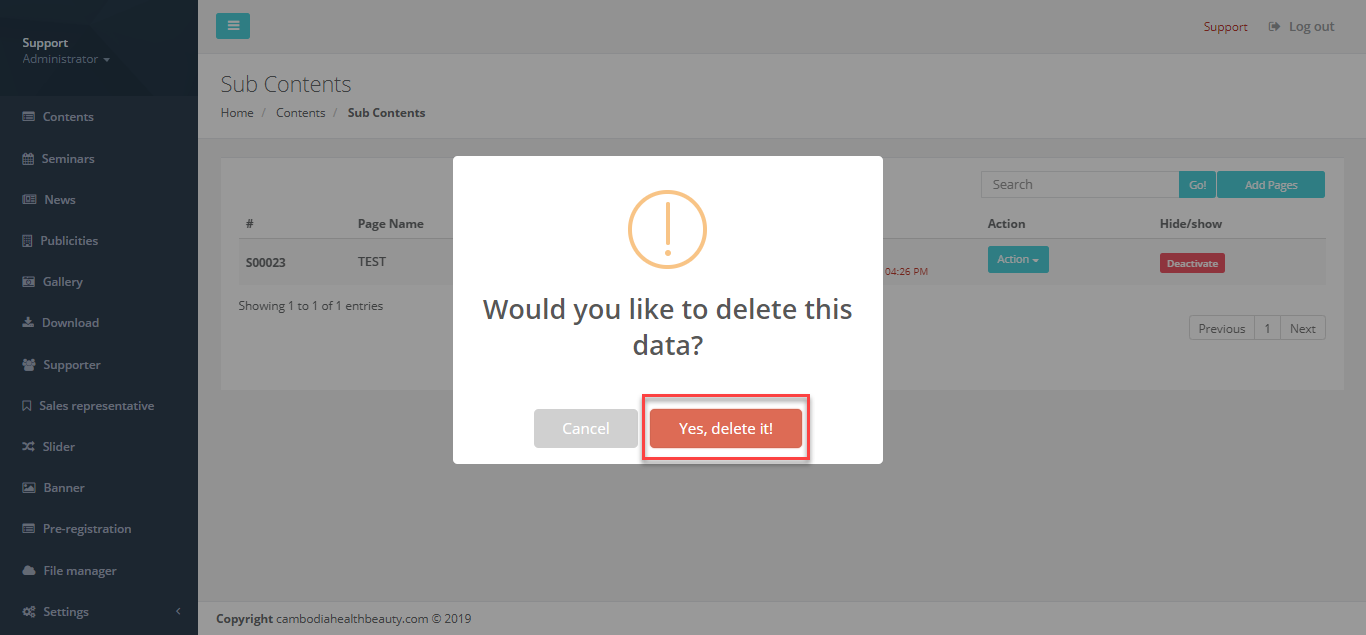 Support
Administrator
Contents
Seminars
News
Publicities
Gallery
Download
Supporter
Sales representative
Slider
Banner
Pre-registration
File manager
Settings
Support Log out
Sub Contents
Home / Contents / Sub Contents
Search Go! Add Pages
# Page Name Action Hide/show
S00023 TEST 04:26 PM Action Deactivate
Showing 1 to 1 of 1 entries
Previous 1 Next
Would you like to delete this
data?
Cancel Yes, delete it!
Copyright cambodiahealthbeauty.com © 2019